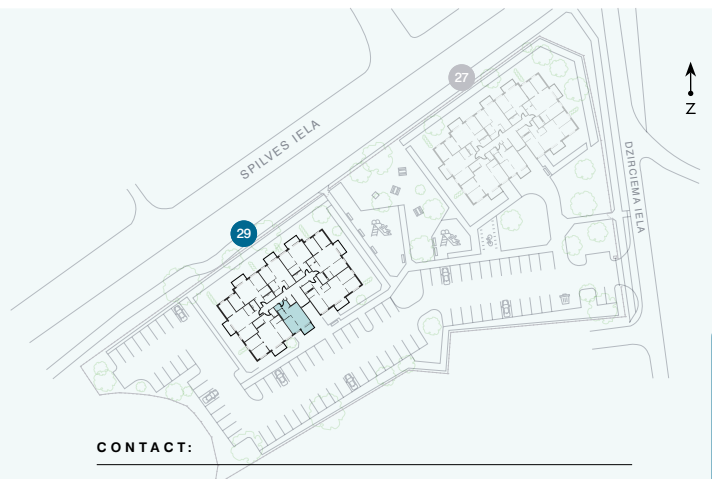 27
Z
SPILVES IELA
DZIRCIEMA IELA
29
CONTACT: